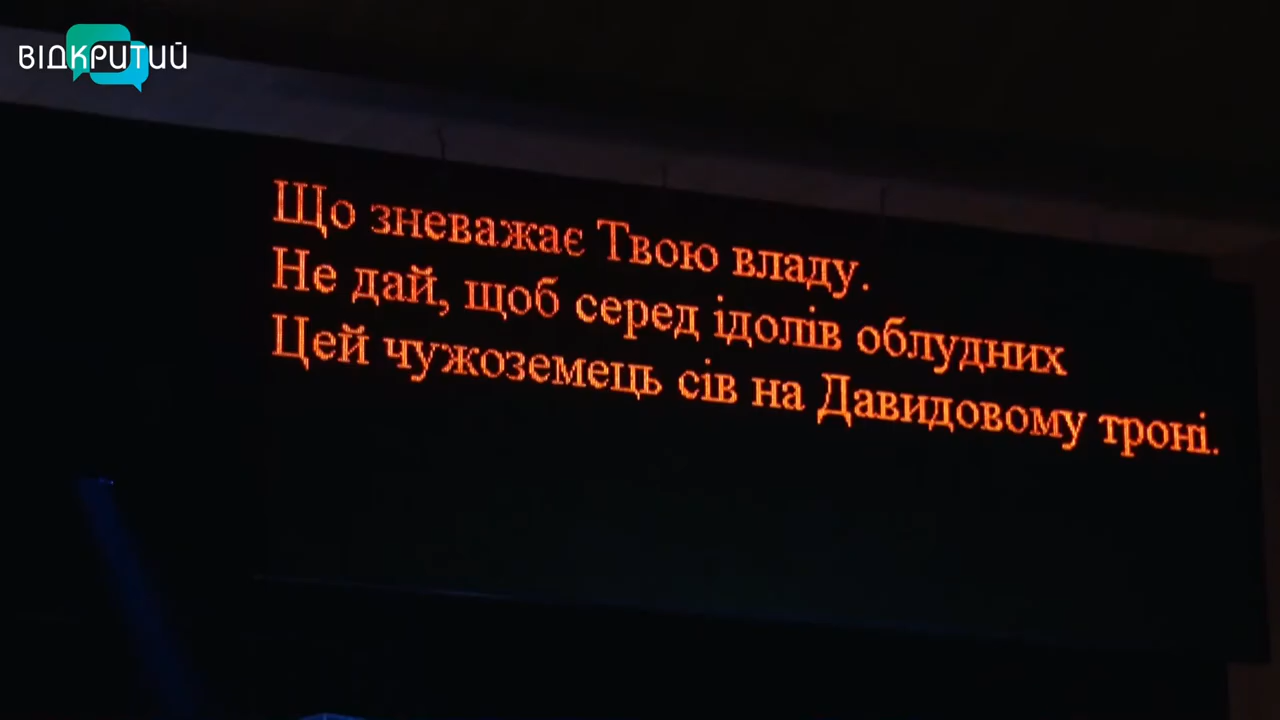 ВІДКРИТИЙ
Що зневажає Твою владу.
Не дай, щоб серед ідолів облудних
Цей чужоземець сів на Давидовому троні.